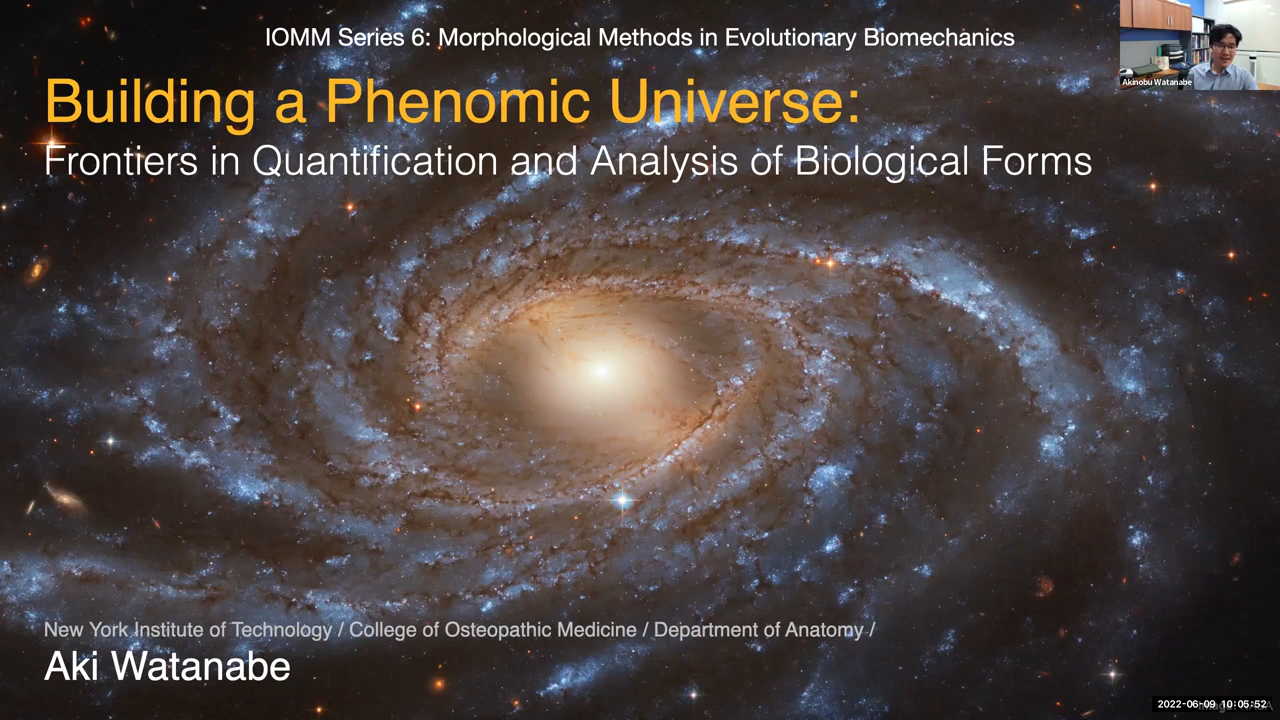 IOMM Series 6: Morphological Methods in Evolutionary Biomechanics
Akinobu Watanabe
Building a Phenomic Universe:
Frontiers in Quantification and Analysis of Biological Forms
New York Institute of Technology / College of Osteopathic Medicine / Department of Anatomy /
Aki Watanabe
2022-06-09 10:05:52